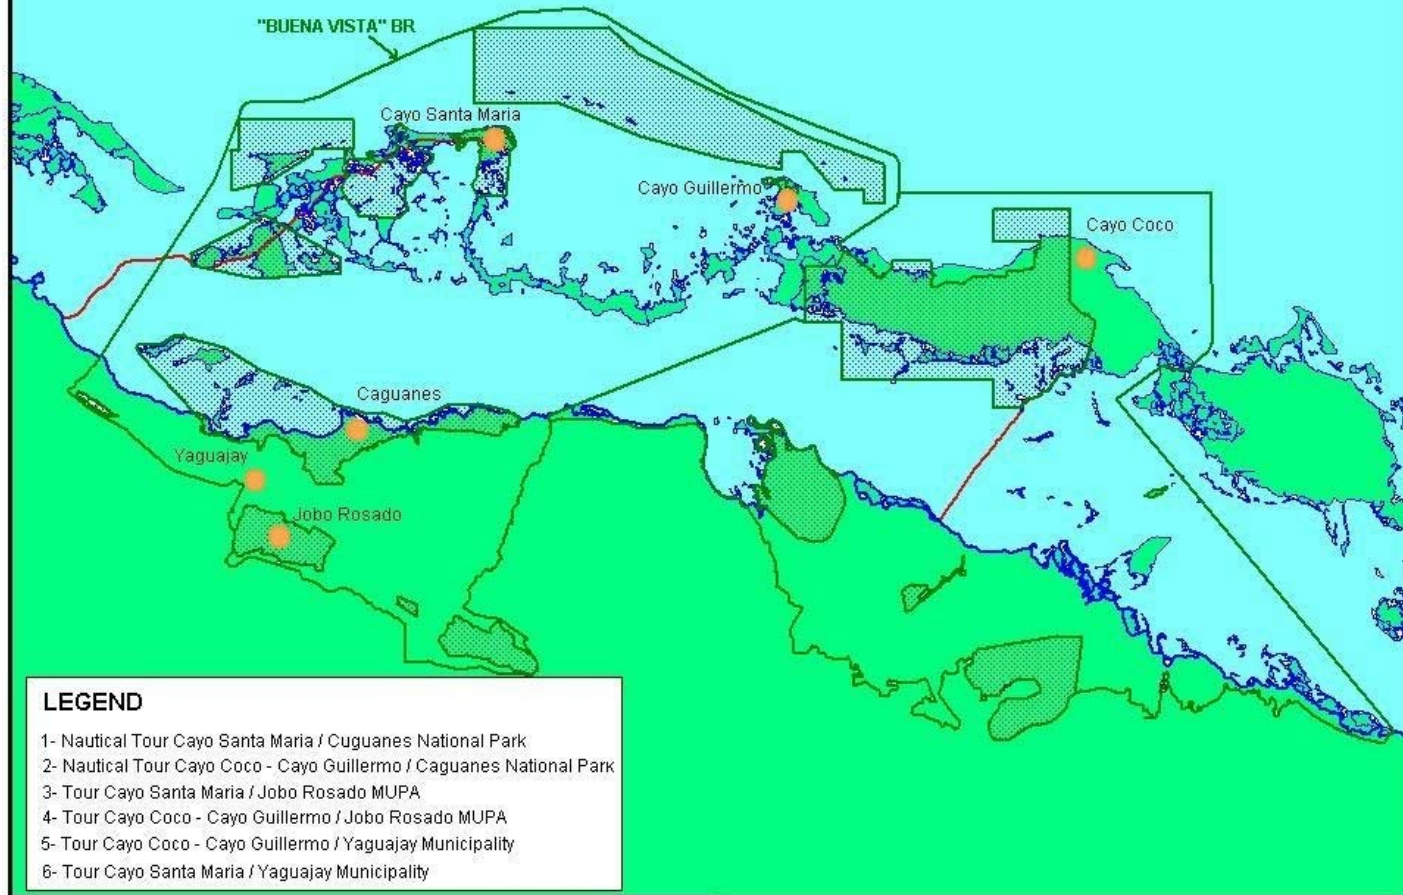 "BUENA VISTA" BR
Cayo Santa Maria
Cayo Guillermo
Cayo Coco
Caguanes
Yaguajay
Jobo Rosado
LEGEND
1- Nautical Tour Cayo Santa Maria / Cuguanes National Park
2- Nautical Tour Cayo Coco - Cayo Guillermo / Caguanes National Park
3- Tour Cayo Santa Maria / Jobo Rosado MUPA
4- Tour Cayo Coco - Cayo Guillermo / Jobo Rosado MUPA
5- Tour Cayo Coco - Cayo Guillermo / Yaguajay Municipality
6- Tour Cayo Santa Maria / Yaguajay Municipality